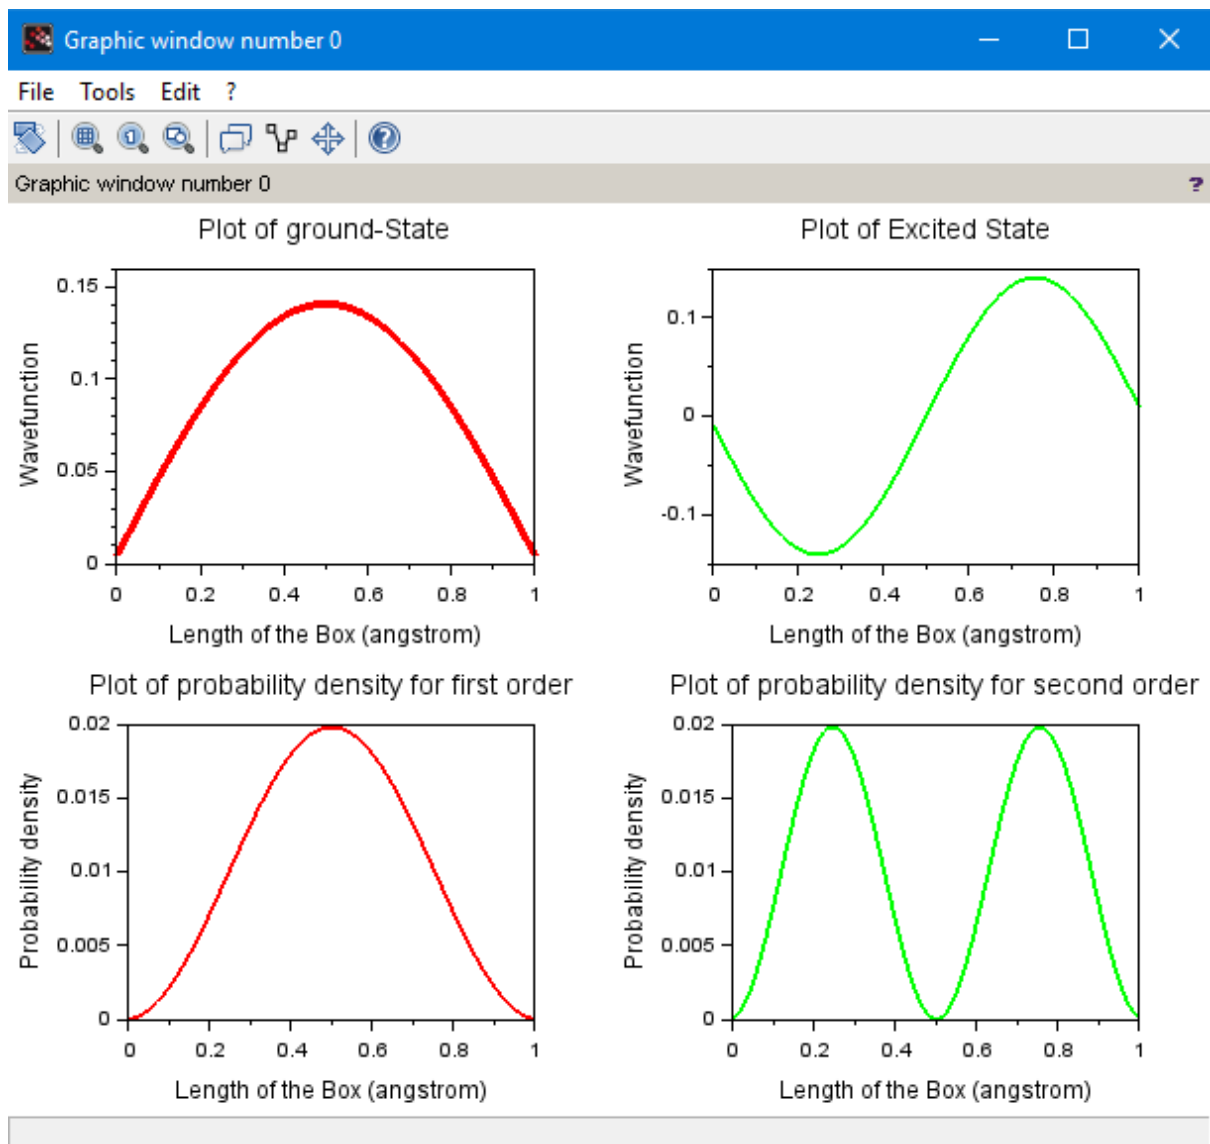 Graphic window number 0
File Tools Edit ?
Graphic window number 0 ?
Plot of ground-State
0.15
0.1
0.05
0
Wavefunction
0 0.2 0.4 0.6 0.8 1
Length of the Box (angstrom)
Plot of Excited State
0.1
0
-0.1
Wavefunction
0 0.2 0.4 0.6 0.8 1
Length of the Box (angstrom)
Plot of probability density for first order
0.02
0.015
0.01
0.005
0
Probability density
0 0.2 0.4 0.6 0.8 1
Length of the Box (angstrom)
Plot of probability density for second order
0.02
0.015
0.01
0.005
0
Probability density
0 0.2 0.4 0.6 0.8 1
Length of the Box (angstrom)